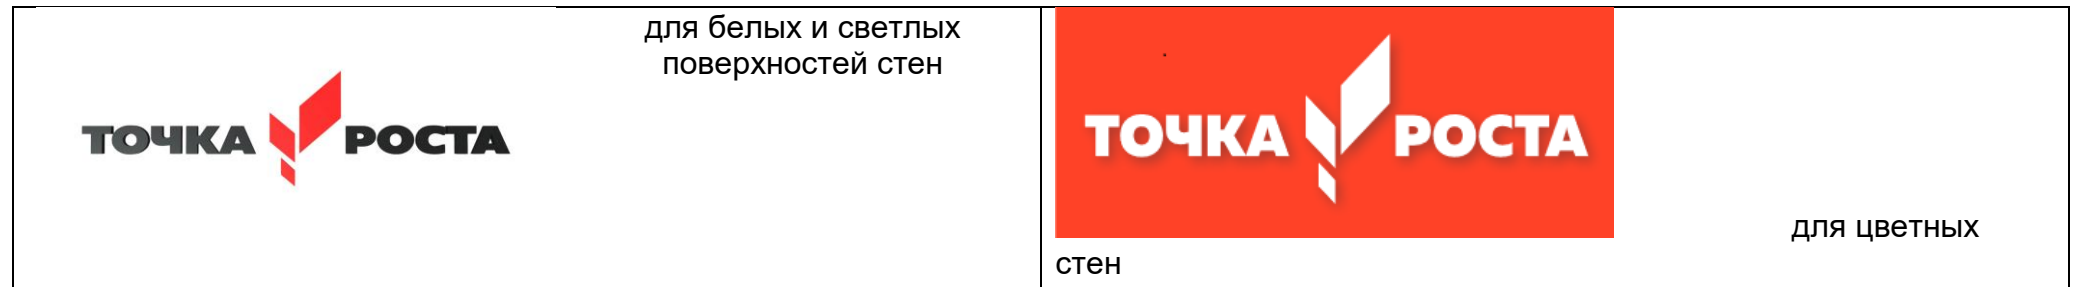 для белых и светлых
поверхностей стен
ТОЧКА РОСТА
ТОЧКА РОСТА
для цветных
стен